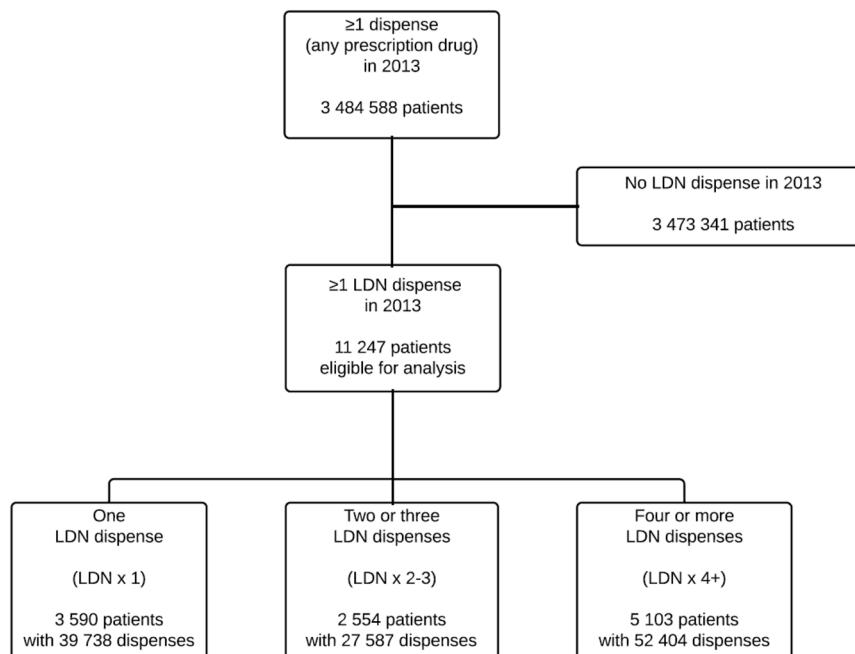 ≥1 dispense
(any prescription drug)
in 2013
3 484 588 patients
No LDN dispense in 2013
3 473 341 patients
≥1 LDN dispense
in 2013
11 247 patients
eligible for analysis
One
LDN dispense
(LDN x 1)
3 590 patients
with 39 738 dispenses
Two or three
LDN dispenses
(LDN x 2-3)
2 554 patients
with 27 587 dispenses
Four or more
LDN dispenses
(LDN x 4+)
5 103 patients
with 52 404 dispenses